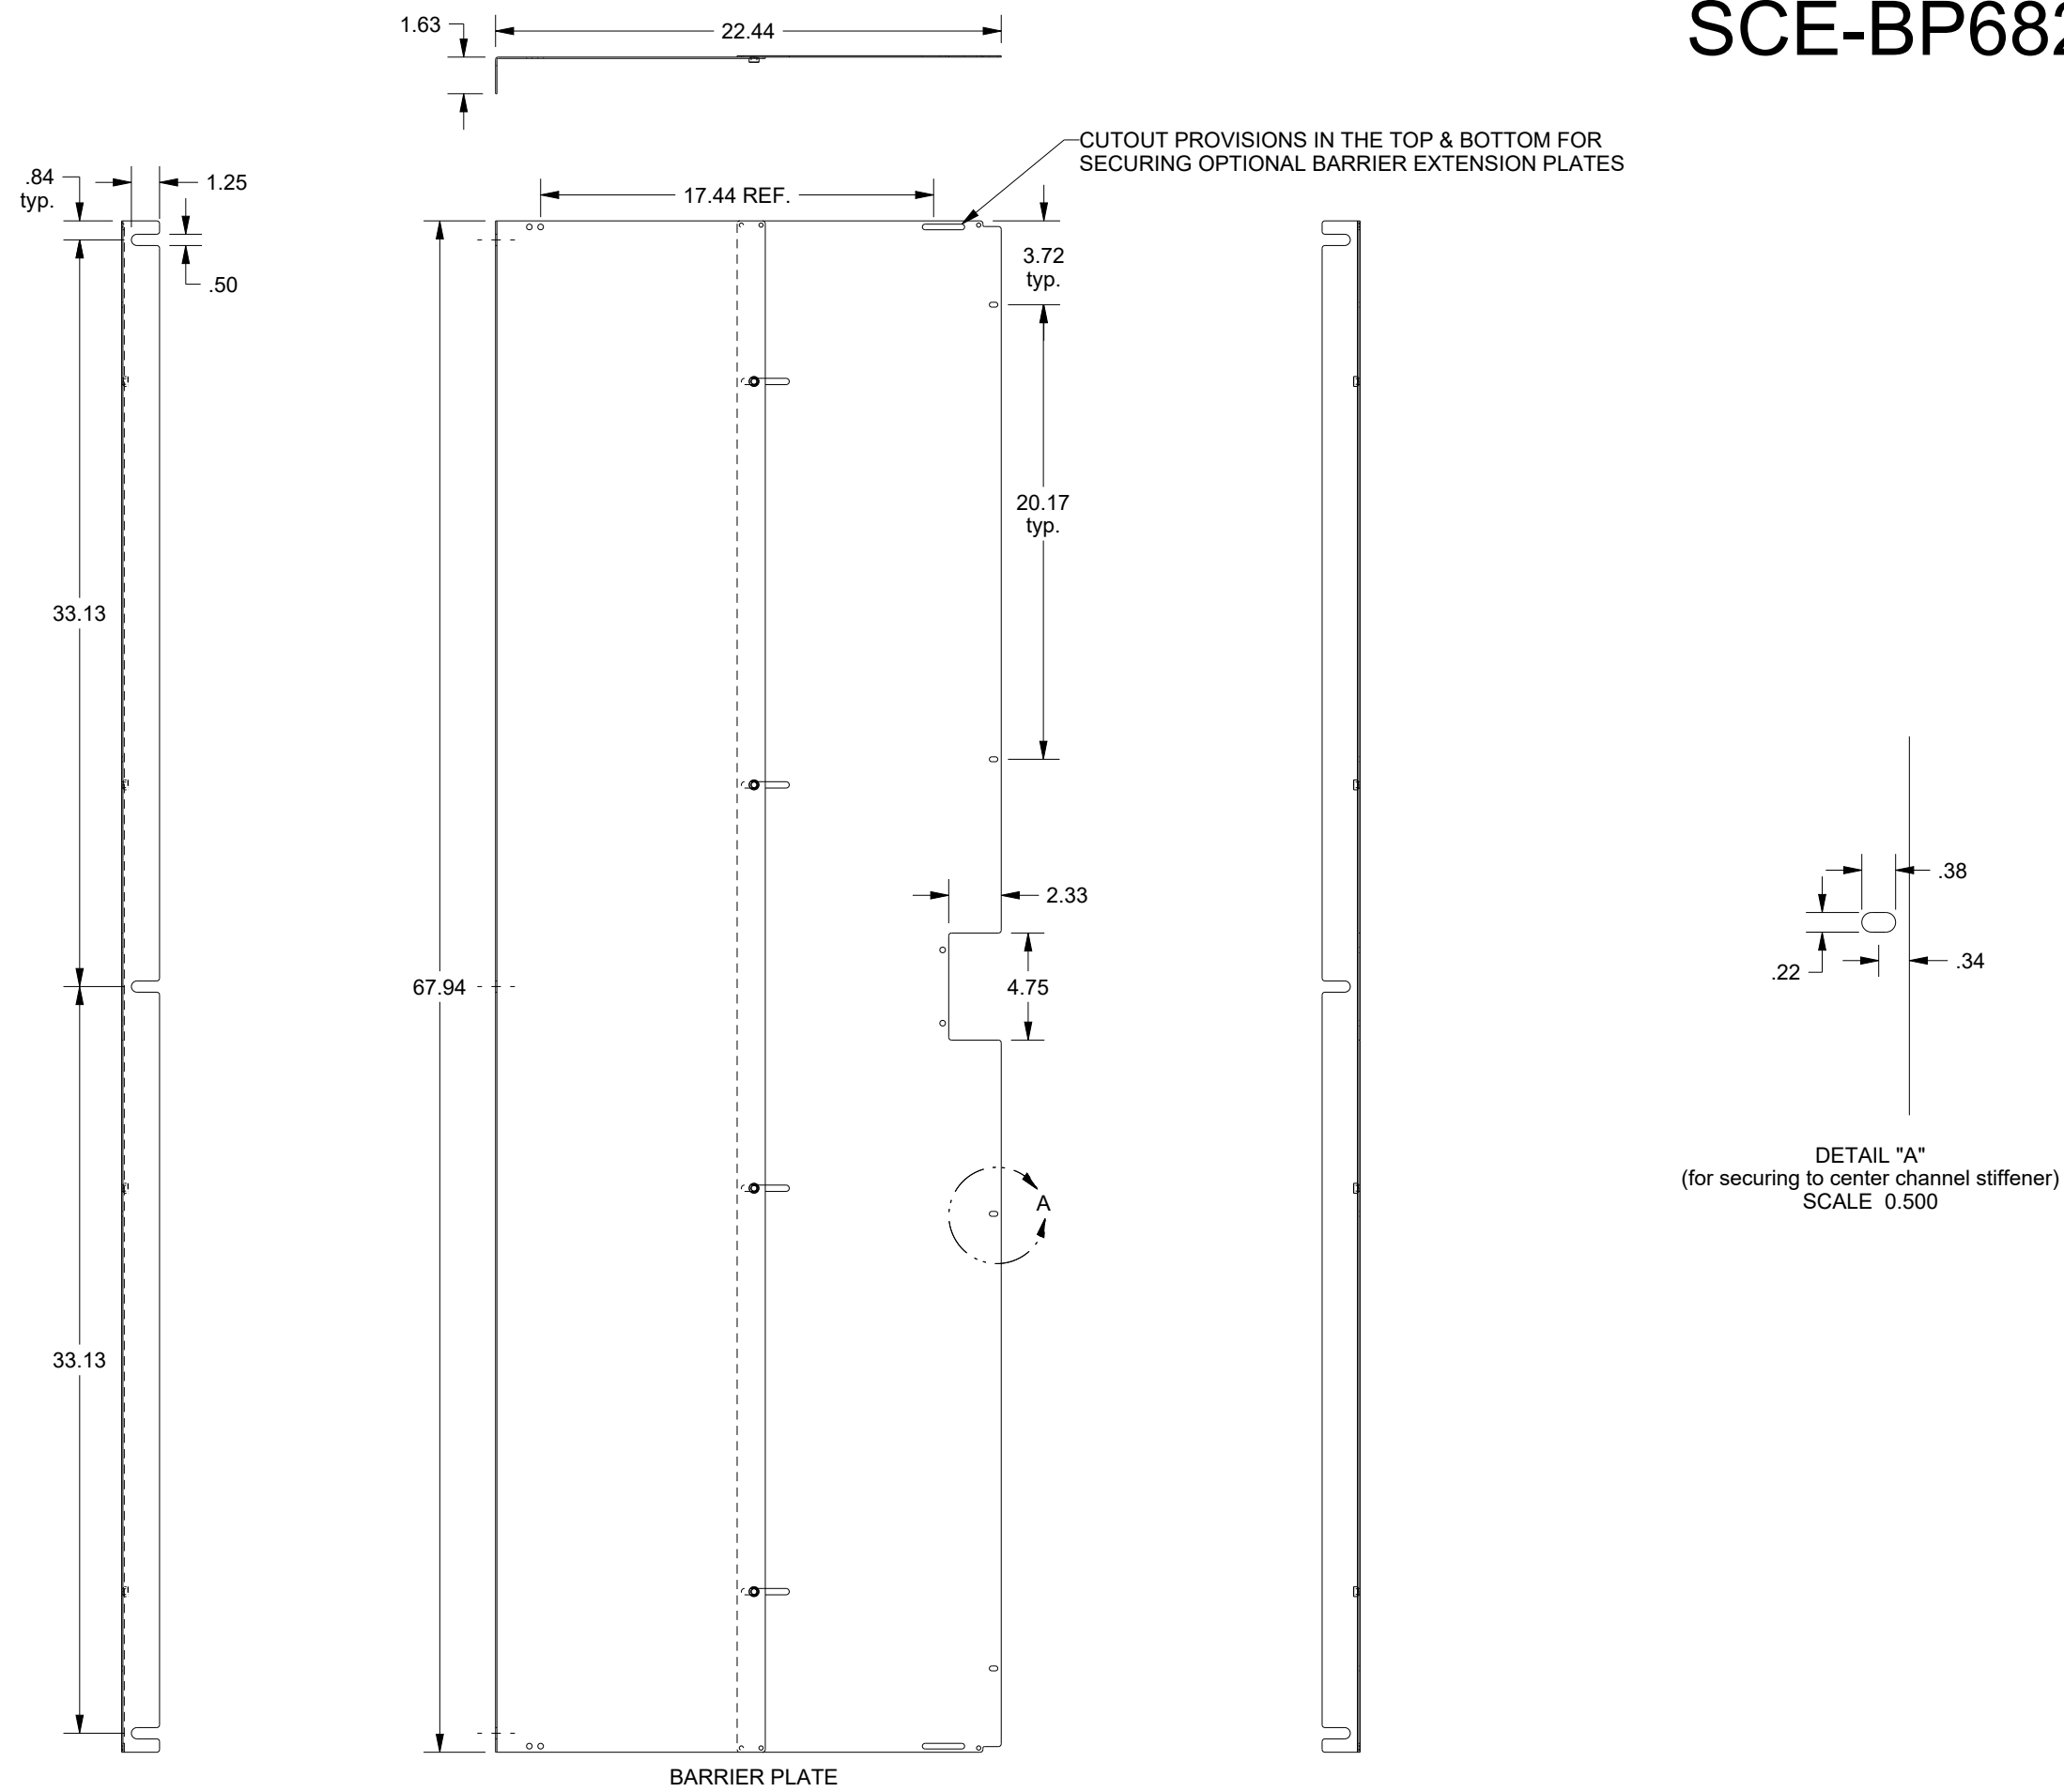 SCE-BP682
1.63
22.44
CUTOUT PROVISIONS IN THE TOP & BOTTOM FOR
SECURING OPTIONAL BARRIER EXTENSION PLATES
.84
typ.
1.25
17.44 REF.
.50
3.72
typ.
20.17
typ.
33.13
.38
2.33
.22
.34
67.94
4.75
DETAIL "A"
(for securing to center channel stiffener)
SCALE 0.500
A
33.13
BARRIER PLATE